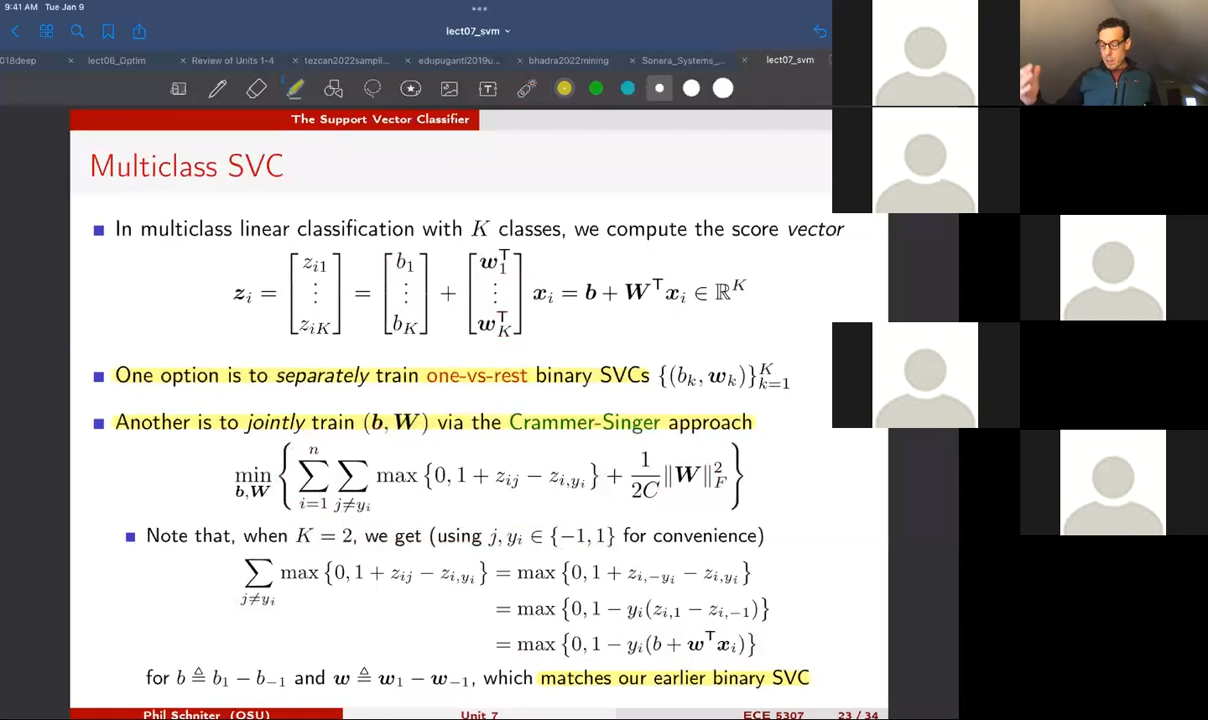 9:41 AM Tue Jan 9
lect07_svm
018deep
lect06_Optim
Review of Units 1-4
tezcan2022sampli...
edupuganti2019u...
bhadra2022mining
Sonera_Systems_...
lect07_svm
The Support Vector Classifier
Multiclass SVC
In multiclass linear classification with K classes, we compute the score vector
z_i = [z_{i1} ⋮ z_{iK}] = [b_1 ⋮ b_K] + [w_1^T ⋮ w_K^T] x_i = b + W^T x_i ∈ ℝ^K
One option is to separately train one-vs-rest binary SVCs {(b_k, w_k)}_{k=1}^K
Another is to jointly train (b, W) via the Crammer-Singer approach
min_{b,W} { ∑_{i=1}^n ∑_{j≠y_i} max {0, 1 + z_{ij} − z_{i,y_i}} + 1/(2C) ‖W‖_F^2 }
Note that, when K = 2, we get (using j, y_i ∈ {−1, 1} for convenience)
∑_{j≠y_i} max {0, 1 + z_{ij} − z_{i,y_i}} = max {0, 1 + z_{i,−y_i} − z_{i,y_i}}
= max {0, 1 − y_i(z_{i,1} − z_{i,−1})}
= max {0, 1 − y_i(b + w^T x_i)}
for b ≜ b_1 − b_{−1} and w ≜ w_1 − w_{−1}, which matches our earlier binary SVC
Phil Schniter (OSU) Unit 7 ECE 5307 23 / 34